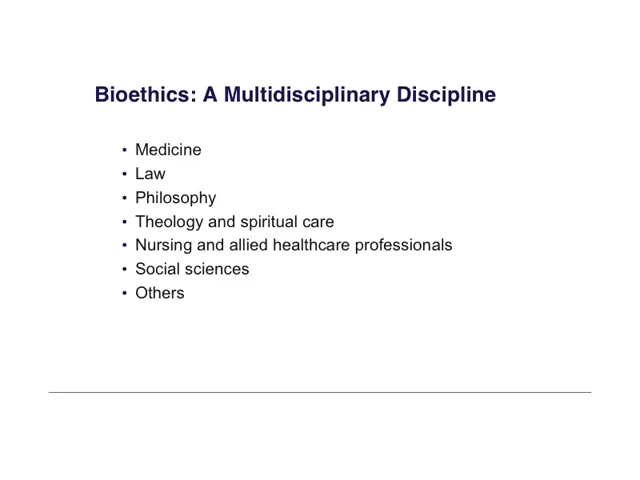 Bioethics: A Multidisciplinary Discipline
• Medicine
• Law
• Philosophy
• Theology and spiritual care
• Nursing and allied healthcare professionals
• Social sciences
• Others